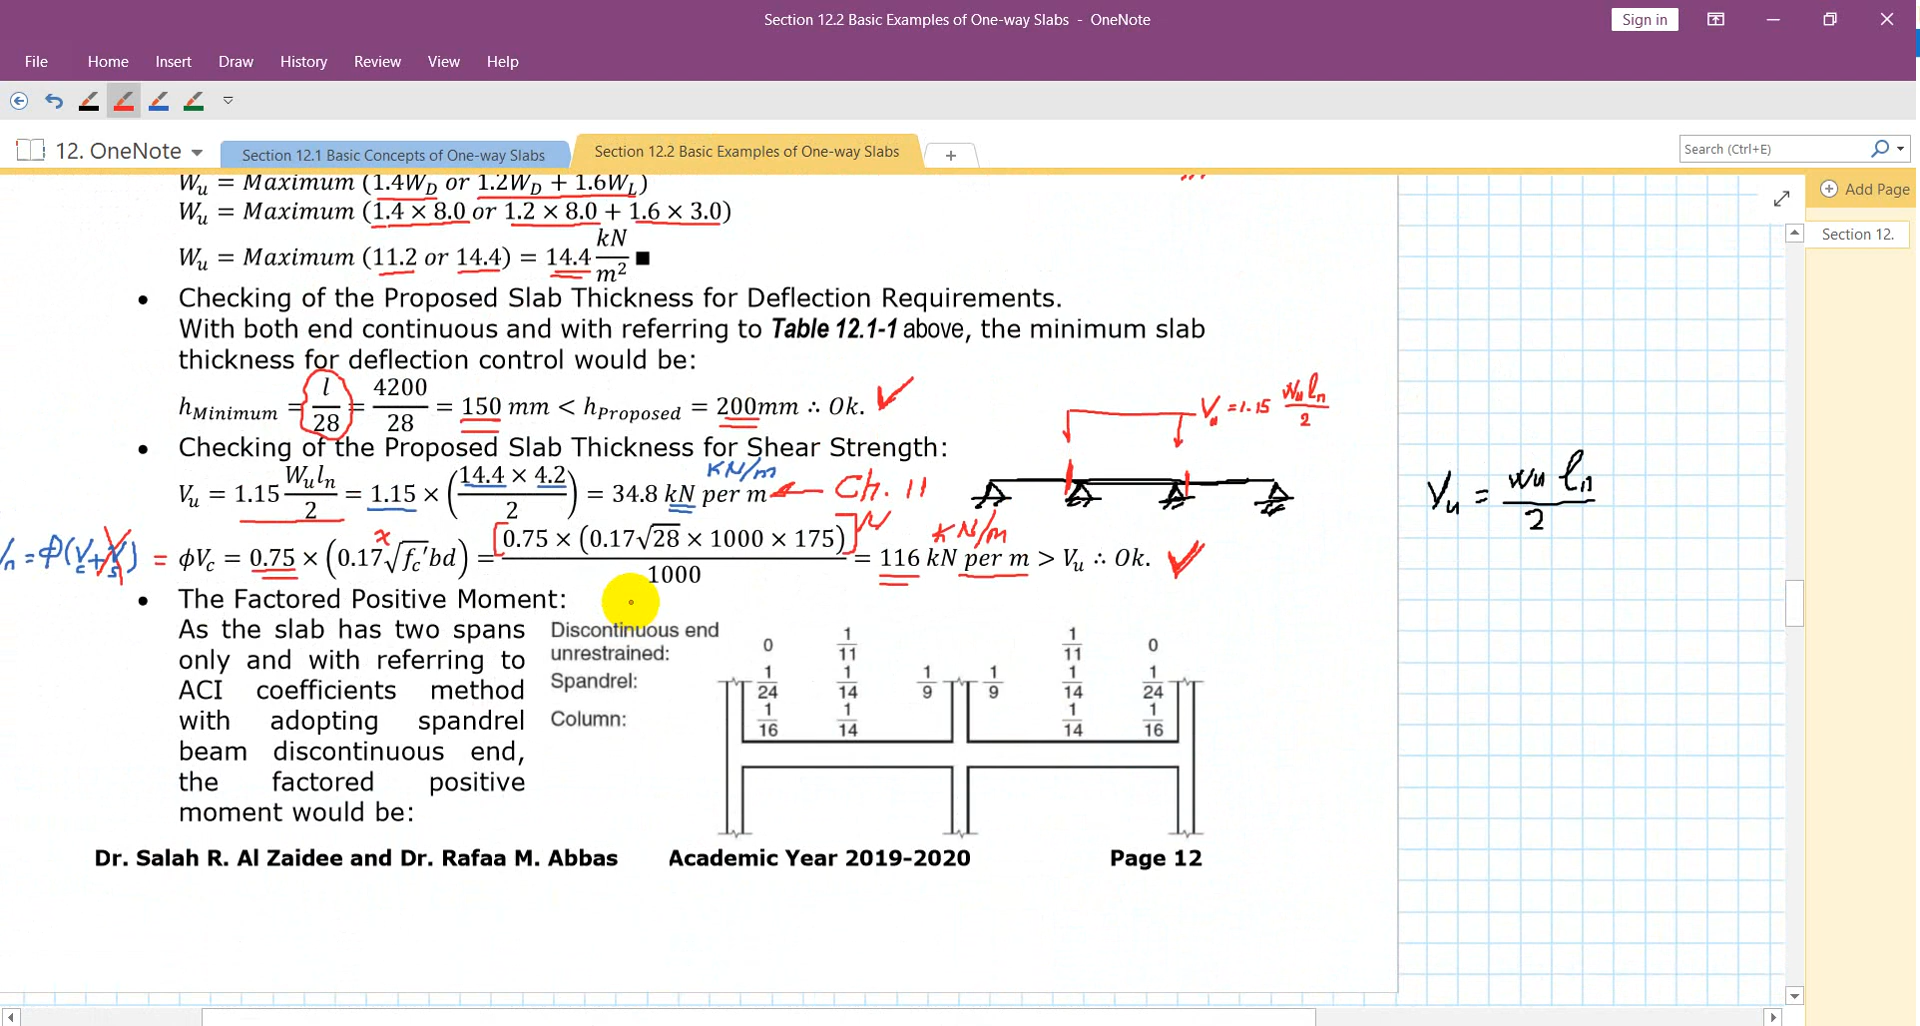 Section 12.2 Basic Examples of One-way Slabs - OneNote
Sign in
File Home Insert Draw History Review View Help
12. OneNote
Section 12.1 Basic Concepts of One-way Slabs
Section 12.2 Basic Examples of One-way Slabs
+
Search (Ctrl+E)
Add Page
Section 12.
W_u = Maximum (1.4W_D or 1.2W_D + 1.6W_L)
W_u = Maximum (1.4 × 8.0 or 1.2 × 8.0 + 1.6 × 3.0)
W_u = Maximum (11.2 or 14.4) = 14.4 kN/m² ■
• Checking of the Proposed Slab Thickness for Deflection Requirements.
With both end continuous and with referring to Table 12.1-1 above, the minimum slab
thickness for deflection control would be:
h_Minimum = l/28 = 4200/28 = 150 mm < h_Proposed = 200mm ∴ Ok. ✓
V_u = 1.15 W_u l_n/2
• Checking of the Proposed Slab Thickness for Shear Strength:
V_u = 1.15 W_u l_n/2 = 1.15 × (14.4 × 4.2/2) = 34.8 kN per m
KN/m
Ch. 11
V_u = W_u l_n/2
n = Φ(V_c + V_s) = ϕV_c = 0.75 × (0.17√f_c′bd) = [0.75 × (0.17√28 × 1000 × 175)]/1000 = 116 kN per m > V_u ∴ Ok. ✓
x
N
KN/m
• The Factored Positive Moment:
As the slab has two spans
only and with referring to
ACI coefficients method
with adopting spandrel
beam discontinuous end,
the factored positive
moment would be:
Discontinuous end
unrestrained: 0 1/11 1/11 0
Spandrel: 1/24 1/14 1/9 1/9 1/14 1/24
Column: 1/16 1/14 1/14 1/16
Dr. Salah R. Al Zaidee and Dr. Rafaa M. Abbas Academic Year 2019-2020 Page 12